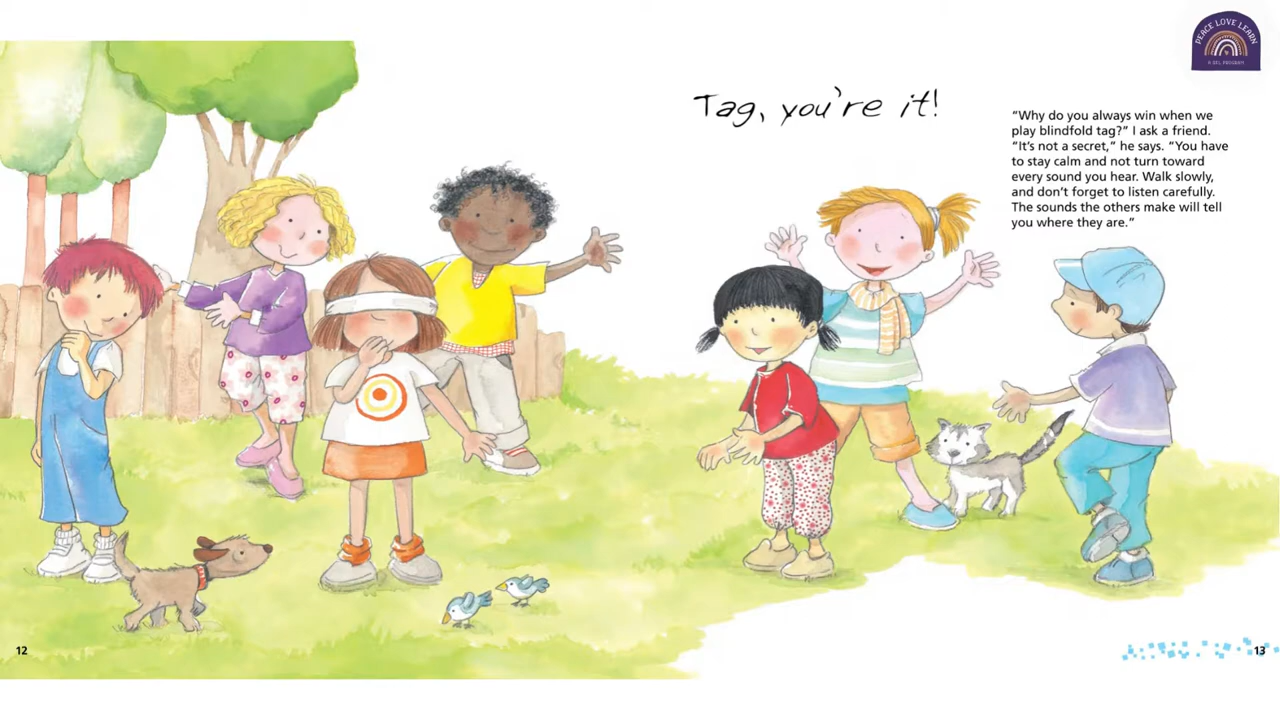 PEACE LOVE LEARN
A SEL PROGRAM
Tag, you're it!
“Why do you always win when we
play blindfold tag?” I ask a friend.
“It’s not a secret,” he says. “You have
to stay calm and not turn toward
every sound you hear. Walk slowly,
and don’t forget to listen carefully.
The sounds the others make will tell
you where they are.”
12
13